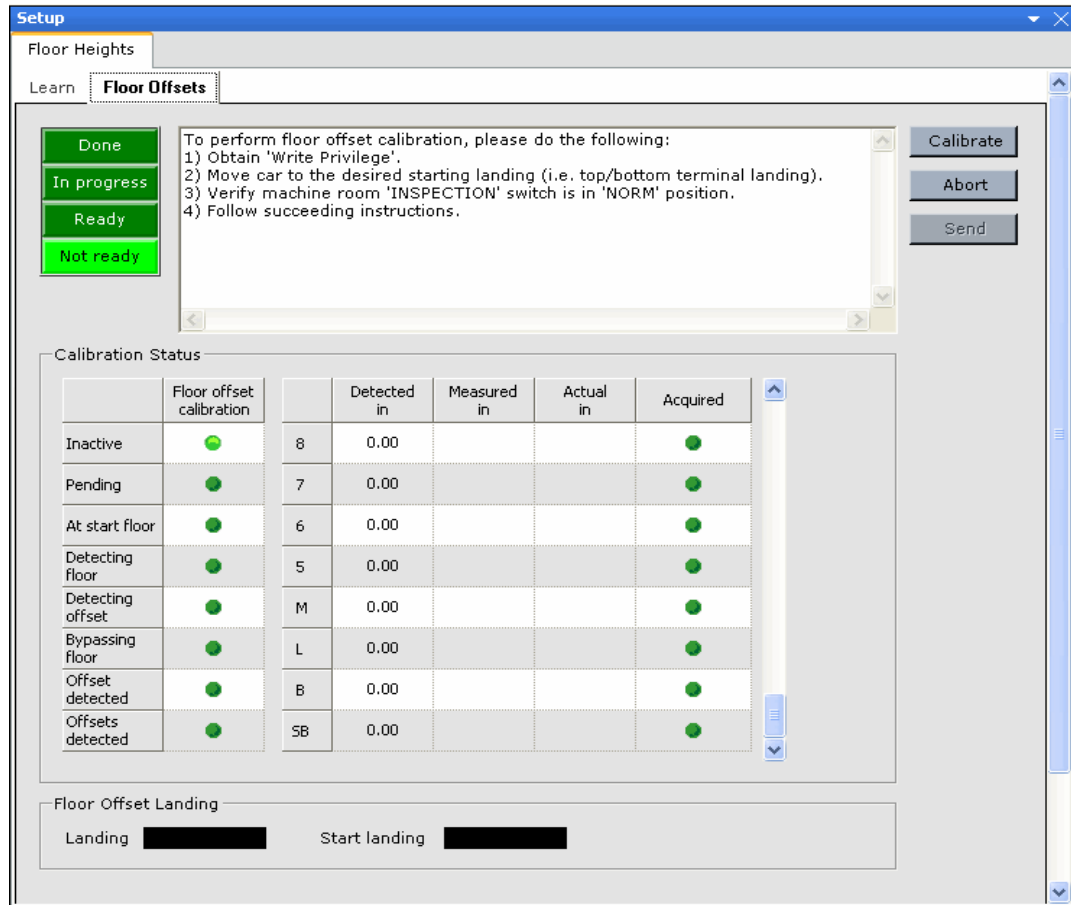 Setup
Floor Heights
Learn Floor Offsets
Done
In progress
Ready
Not ready
To perform floor offset calibration, please do the following:
1) Obtain 'Write Privilege'.
2) Move car to the desired starting landing (i.e. top/bottom terminal landing).
3) Verify machine room 'INSPECTION' switch is in 'NORM' position.
4) Follow succeeding instructions.
Calibrate
Abort
Send
Calibration Status
Floor offset
calibration
Inactive
Pending
At start floor
Detecting
floor
Detecting
offset
Bypassing
floor
Offset
detected
Offsets
detected
Detected
in
Measured
in
Actual
in
Acquired
8 0.00
7 0.00
6 0.00
5 0.00
M 0.00
L 0.00
B 0.00
SB 0.00
Floor Offset Landing
Landing Start landing